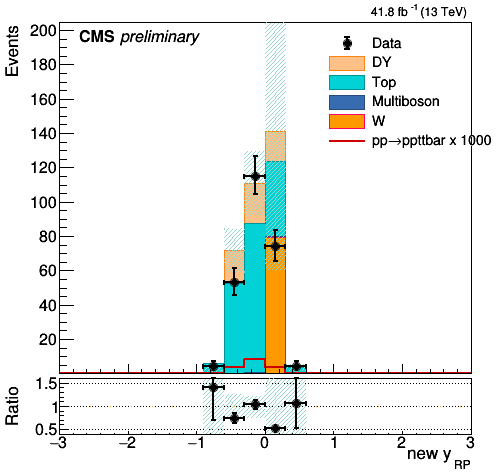 41.8 fb⁻¹ (13 TeV)
CMS preliminary
Events
200
180
160
140
120
100
80
60
40
20
Data
DY
Top
Multiboson
W
pp→ppttbar x 1000
Ratio
1.5
1
0.5
−3 −2 −1 0 1 2 3
new y_RP